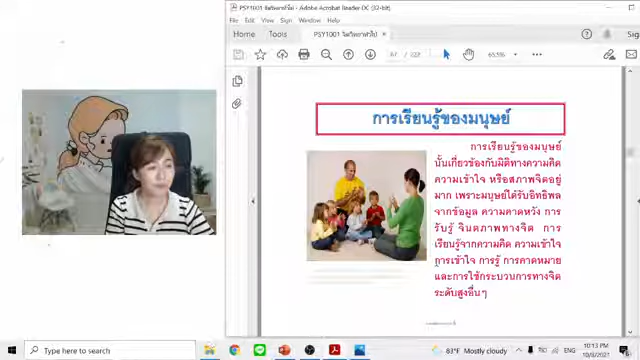 PSY1001 จิตวิทยาทั่วไป - Adobe Acrobat Reader DC (32-bit)
File Edit View Sign Window Help
Home Tools PSY1001 จิตวิทยาทั่วไป × Sig
65.5%
การเรียนรู้ของมนุษย์
การเรียนรู้ของมนุษย์
นั้นเกี่ยวข้องกับมิติทางความคิด
ความเข้าใจ หรือสภาพจิตอยู่
มาก เพราะมนุษย์ได้รับอิทธิพล
จากข้อมูล ความคาดหวัง การ
รับรู้ จินตภาพทางจิต การ
เรียนรู้จากความคิด ความเข้าใจ
การเข้าใจ การรู้ การคาดหมาย
และการใช้กระบวนการทางจิต
ระดับสูงอื่นๆ
Type here to search
83°F Mostly cloudy
ENG
10:13 PM
10/8/2021